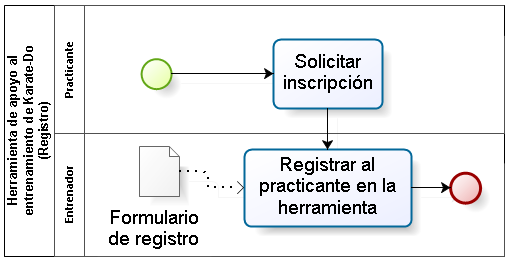 Herramienta de apoyo al
entrenamiento de Karate-Do
(Registro)
Practicante
Solicitar
inscripción
Entrenador
Formulario
de registro
Registrar al
practicante en la
herramienta